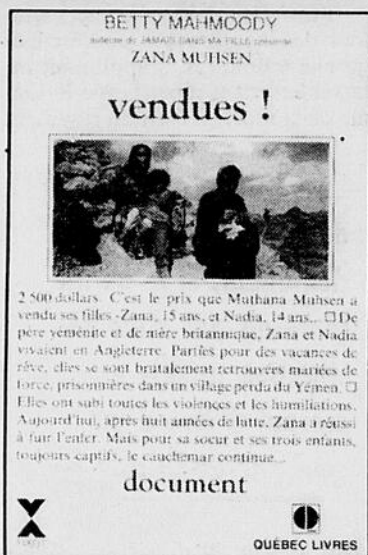 BETTY MAHMOODY
auteur de JAMAIS SANS MA FILLE présente
ZANA MUHSEN
vendues !
2 500 dollars. C'est le prix que Muthana Muhsen a
vendu ses filles - Zana, 15 ans, et Nadia, 14 ans... □ De
père yéménite et de mère britannique, Zana et Nadia
vivaient en Angleterre. Parties pour des vacances de
rêve, elles se sont brutalement retrouvées mariées de
force, prisonnières dans un village perdu du Yémen. □
Elles ont subi toutes les violences et les humiliations.
Aujourd'hui, après huit années de lutte, Zana a réussi
à fuir l'enfer. Mais pour sa soeur et ses trois enfants,
toujours captifs, le cauchemar continue...
document
QUÉBEC LIVRES